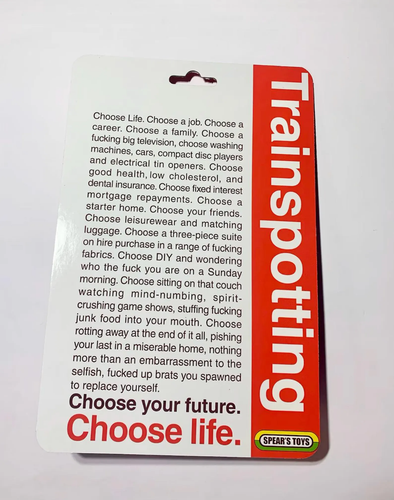 Choose Life. Choose a job. Choose a
career. Choose a family. Choose a
fucking big television, choose washing
machines, cars, compact disc players
and electrical tin openers. Choose
good health, low cholesterol, and
dental insurance. Choose fixed interest
mortgage repayments. Choose a
starter home. Choose your friends.
Choose leisurewear and matching
luggage. Choose a three-piece suite
on hire purchase in a range of fucking
fabrics. Choose DIY and wondering
who the fuck you are on a Sunday
morning. Choose sitting on that couch
watching mind-numbing, spirit-
crushing game shows, stuffing fucking
junk food into your mouth. Choose
rotting away at the end of it all, pishing
your last in a miserable home, nothing
more than an embarrassment to the
selfish, fucked up brats you spawned
to replace yourself.
Choose your future.
Choose life.
Trainspotting
SPEAR'S TOYS